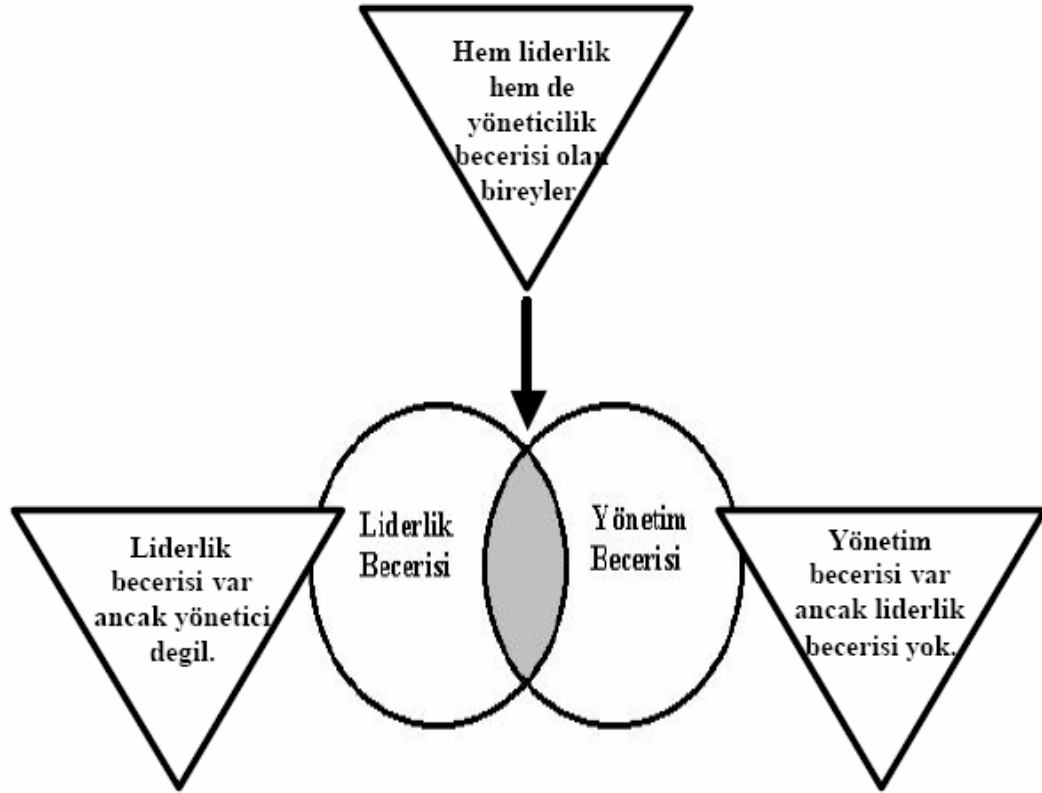 Hem liderlik
hem de
yöneticilik
becerisi olan
bireyler
Liderlik
Becerisi
Yönetim
Becerisi
Liderlik
becerisi var
ancak yönetici
degil.
Yönetim
becerisi var
ancak liderlik
becerisi yok.